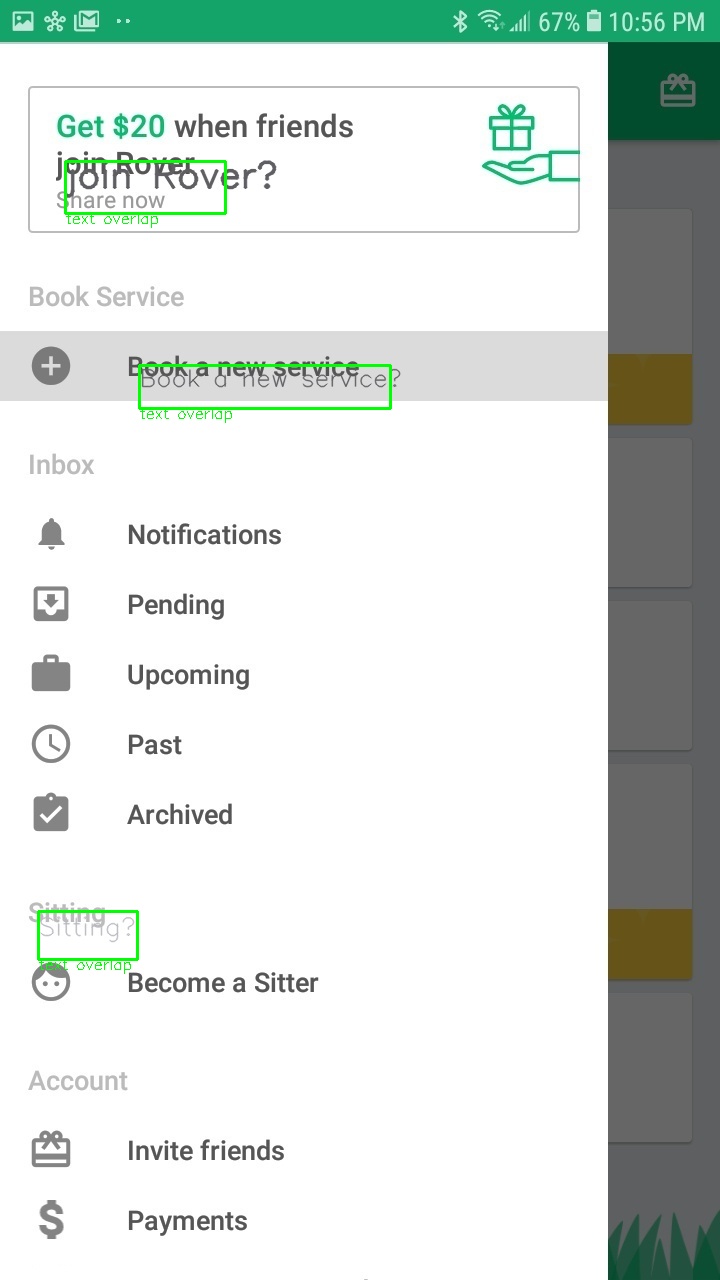 67% 10:56 PM
Get $20 when friends
join Rover
join Rover?
Share now
text overlap
Book Service
Book a new service
Book a new service?
text overlap
Inbox
Notifications
Pending
Upcoming
Past
Archived
Sitting
Sitting?
text overlap
Become a Sitter
Account
Invite friends
Payments